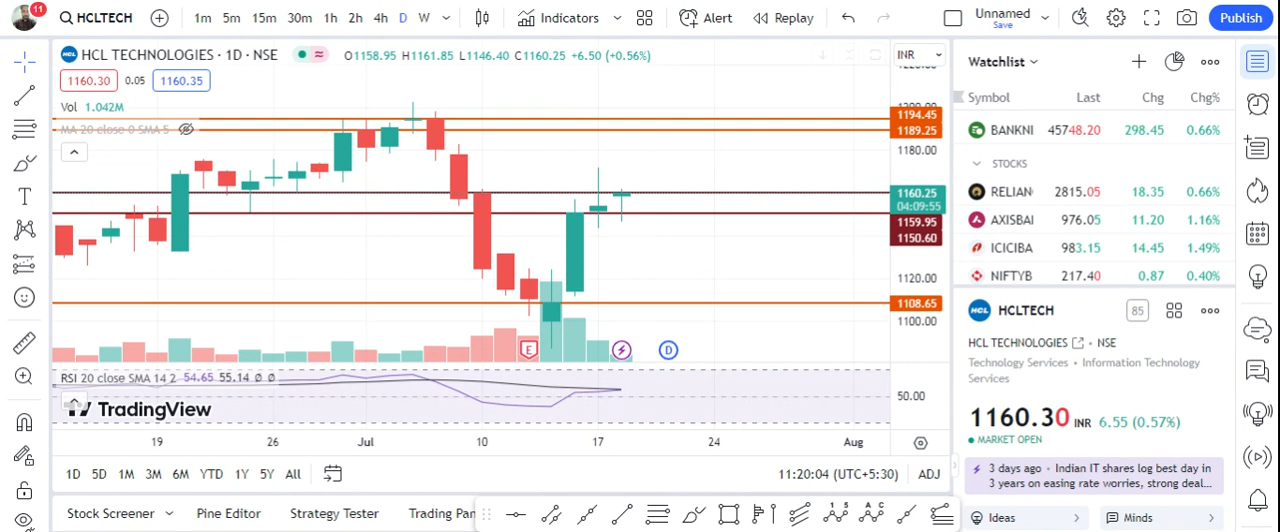 11
HCLTECH 1m 5m 15m 30m 1h 2h 4h D W Indicators Alert Replay Unnamed Save Publish
HCL TECHNOLOGIES · 1D · NSE O1158.95 H1161.85 L1146.40 C1160.25 +6.50 (+0.56%) INR
1160.30 0.05 1160.35
Vol 1.042M
MA 20 close 0 SMA 5
1194.45
1189.25
1180.00
1160.25
04:09:55
1159.95
1150.60
1120.00
1108.65
1100.00
E D
RSI 20 close SMA 14 2 54.65 55.14 Ø Ø
50.00
TradingView
19 26 Jul 10 17 24 Aug
1D 5D 1M 3M 6M YTD 1Y 5Y All 11:20:04 (UTC+5:30) ADJ
Stock Screener Pine Editor Strategy Tester Trading Pan
Watchlist
Symbol Last Chg Chg%
BANKNI 45748.20 298.45 0.66%
STOCKS
RELIAN 2815.05 18.35 0.66%
AXISBAI 976.05 11.20 1.16%
ICICIBA 983.15 14.45 1.49%
NIFTYB 217.40 0.87 0.40%
HCL HCLTECH 85
HCL TECHNOLOGIES • NSE
Technology Services • Information Technology
Services
1160.30 INR 6.55 (0.57%)
MARKET OPEN
3 days ago • Indian IT shares log best day in
3 years on easing rate worries, strong deal...
Ideas Minds